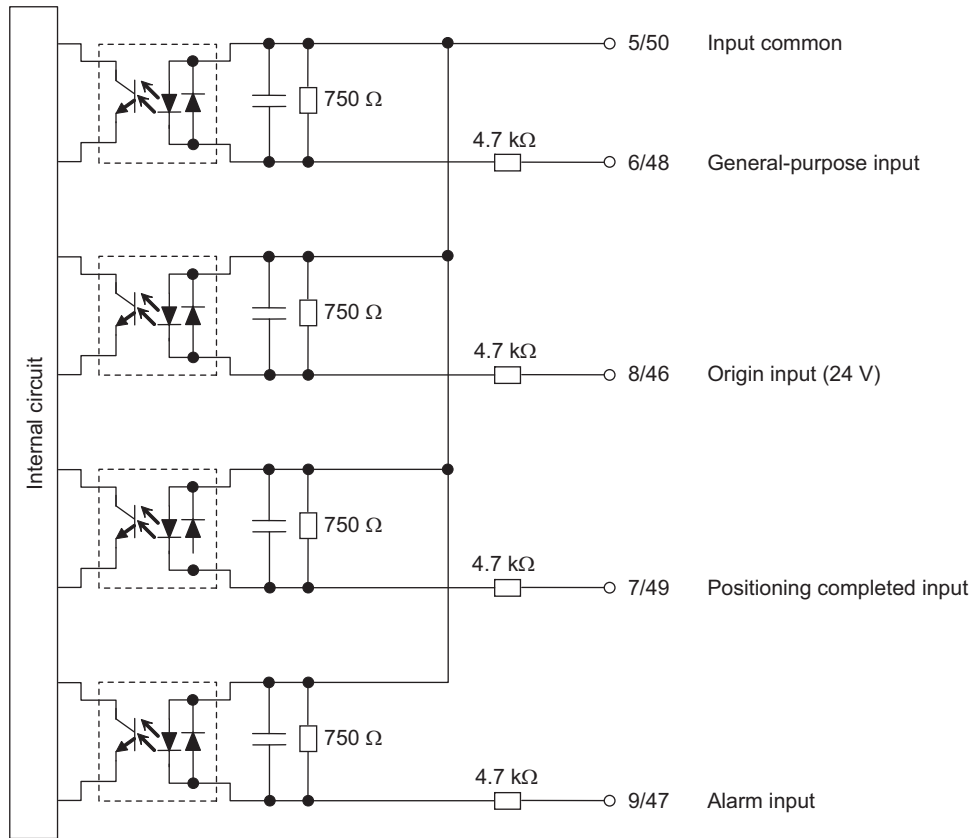 Internal circuit
5/50 Input common
750 Ω
4.7 kΩ
6/48 General-purpose input
750 Ω
4.7 kΩ
8/46 Origin input (24 V)
750 Ω
4.7 kΩ
7/49 Positioning completed input
750 Ω
4.7 kΩ
9/47 Alarm input